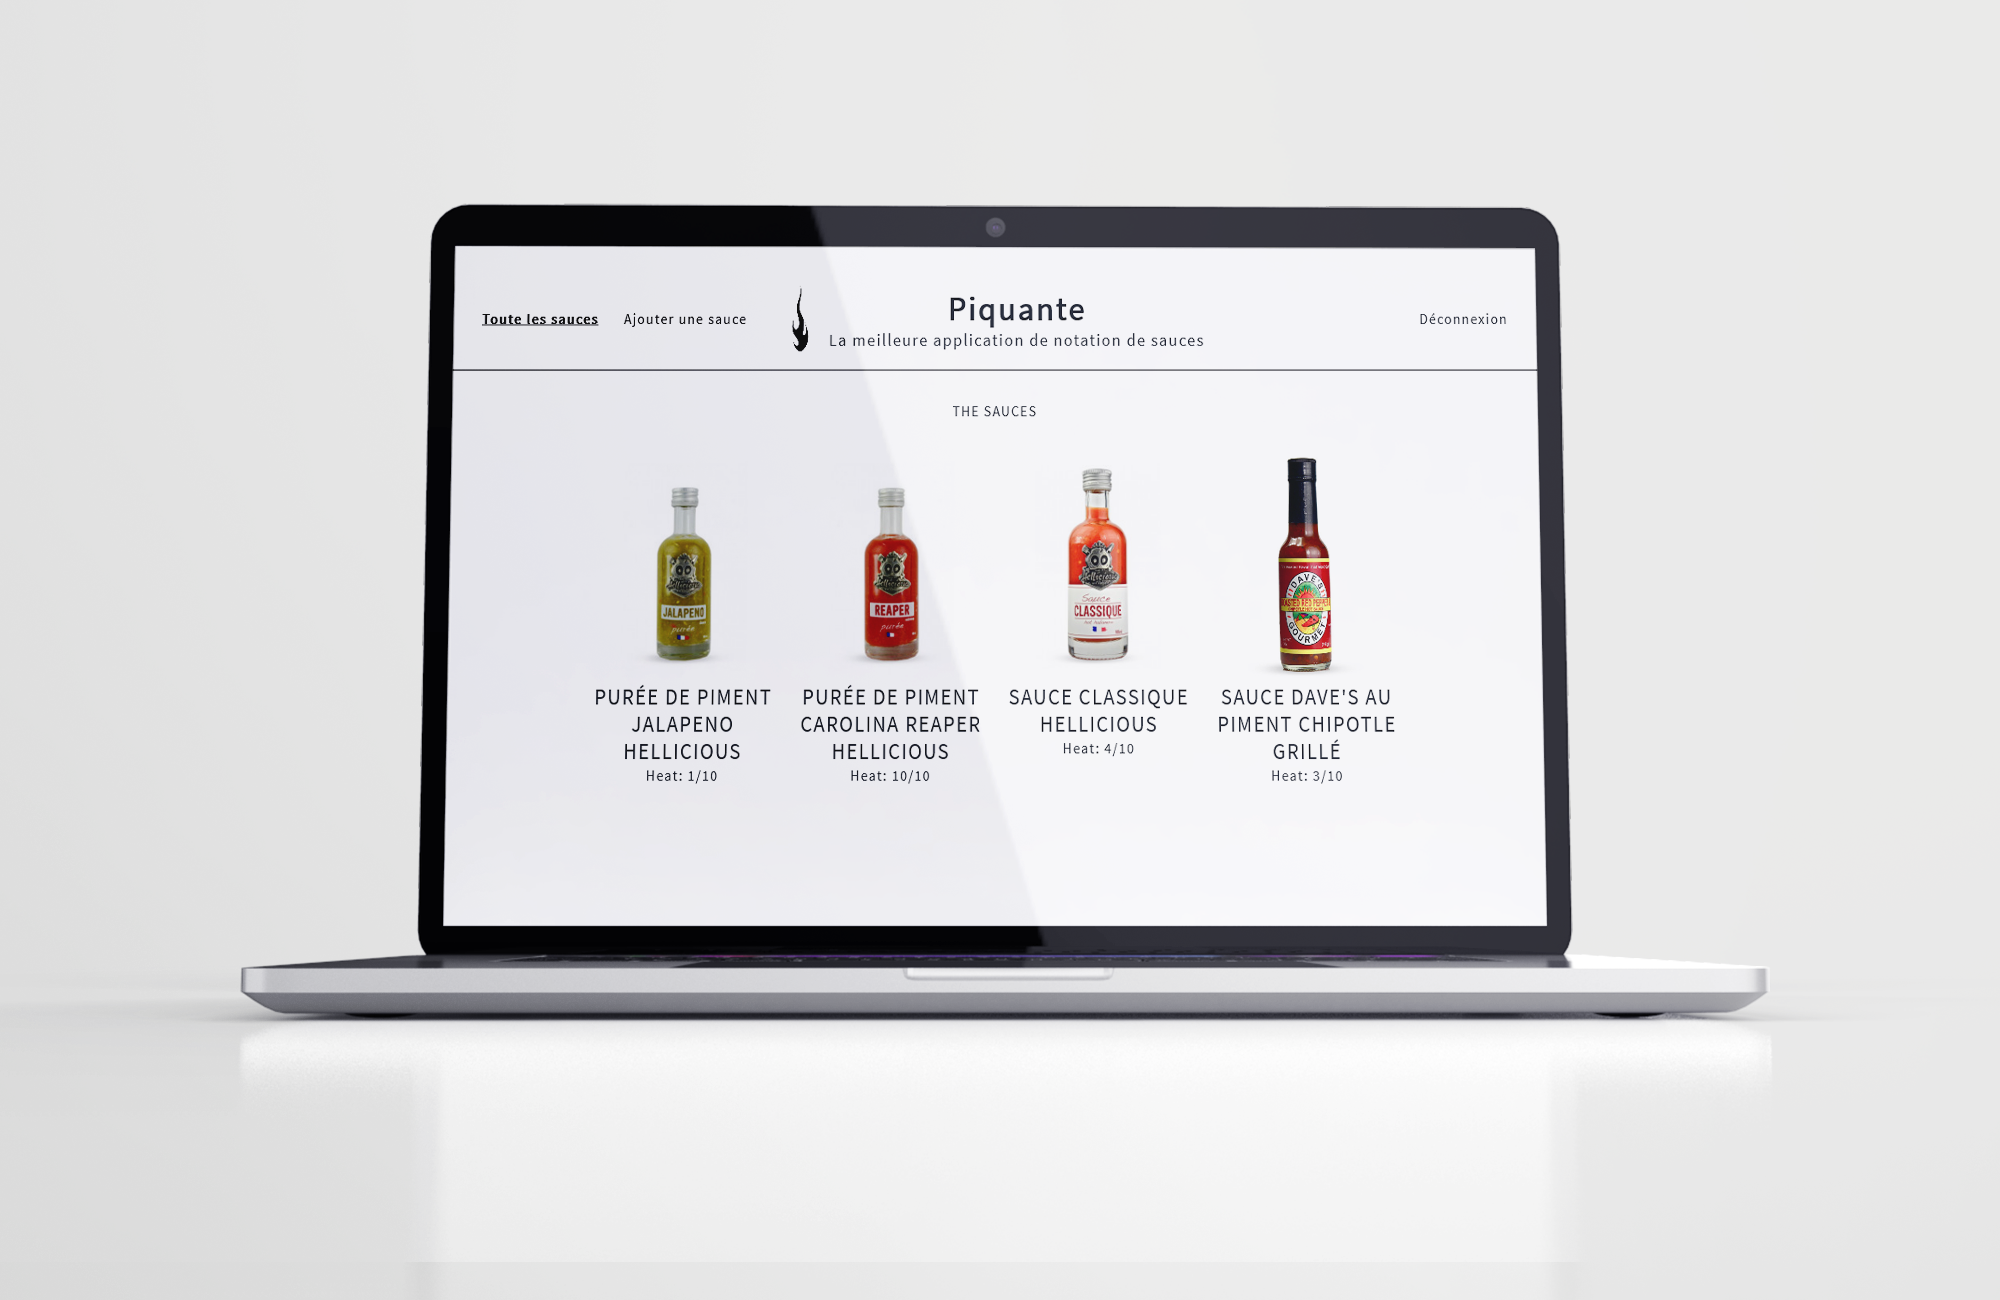 Toute les sauces
Ajouter une sauce
Piquante
La meilleure application de notation de sauces
Déconnexion
THE SAUCES
JALAPENO
purée
REAPER
purée
Sauce
CLASSIQUE
DAVE'S
GOURMET
PURÉE DE PIMENT
JALAPENO
HELLICIOUS
Heat: 1/10
PURÉE DE PIMENT
CAROLINA REAPER
HELLICIOUS
Heat: 10/10
SAUCE CLASSIQUE
HELLICIOUS
Heat: 4/10
SAUCE DAVE'S AU
PIMENT CHIPOTLE
GRILLÉ
Heat: 3/10